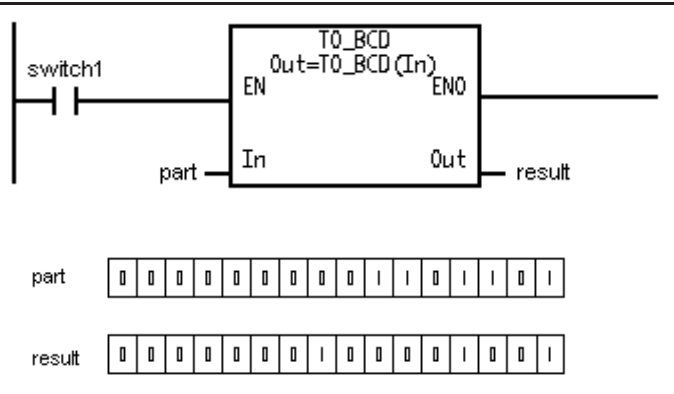 TO_BCD
Out=TO_BCD(In)
switch1
EN ENO
part In Out result
part 0 0 0 0 0 0 0 0 0 1 1 0 1 1 0 1
result 0 0 0 0 0 0 0 1 0 0 0 0 1 0 0 1